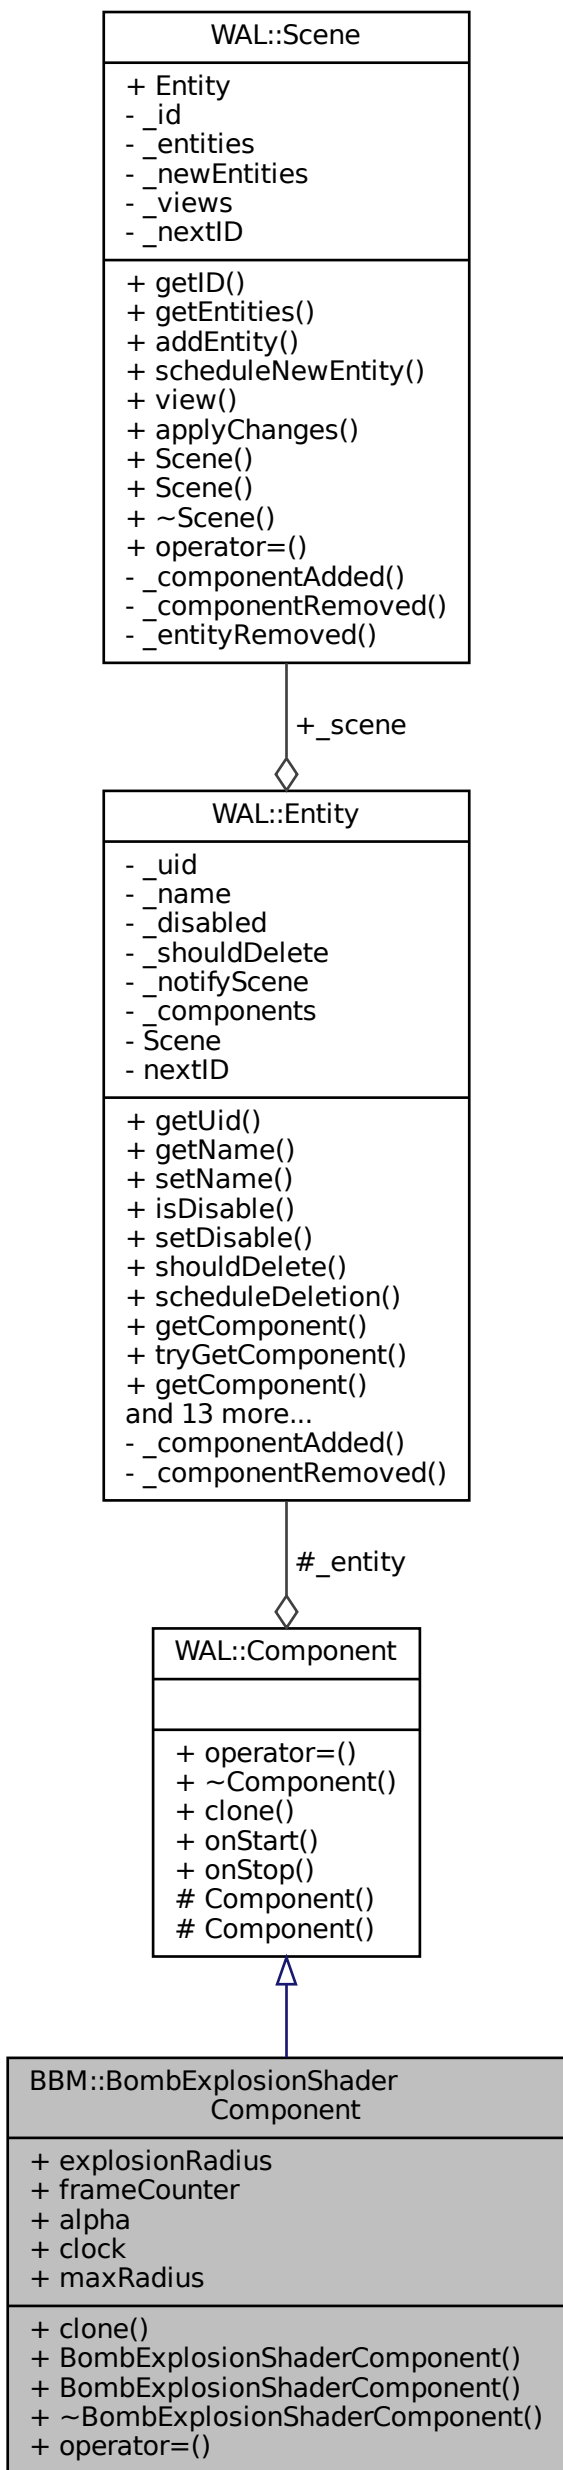 WAL::Scene
+ Entity
- _id
- _entities
- _newEntities
- _views
- _nextID
+ getID()
+ getEntities()
+ addEntity()
+ scheduleNewEntity()
+ view()
+ applyChanges()
+ Scene()
+ Scene()
+ ~Scene()
+ operator=()
- _componentAdded()
- _componentRemoved()
- _entityRemoved()
+_scene
WAL::Entity
- _uid
- _name
- _disabled
- _shouldDelete
- _notifyScene
- _components
- Scene
- nextID
+ getUid()
+ getName()
+ setName()
+ isDisable()
+ setDisable()
+ shouldDelete()
+ scheduleDeletion()
+ getComponent()
+ tryGetComponent()
+ getComponent()
and 13 more...
- _componentAdded()
- _componentRemoved()
#_entity
WAL::Component
+ operator=()
+ ~Component()
+ clone()
+ onStart()
+ onStop()
# Component()
# Component()
BBM::BombExplosionShader
Component
+ explosionRadius
+ frameCounter
+ alpha
+ clock
+ maxRadius
+ clone()
+ BombExplosionShaderComponent()
+ BombExplosionShaderComponent()
+ ~BombExplosionShaderComponent()
+ operator=()